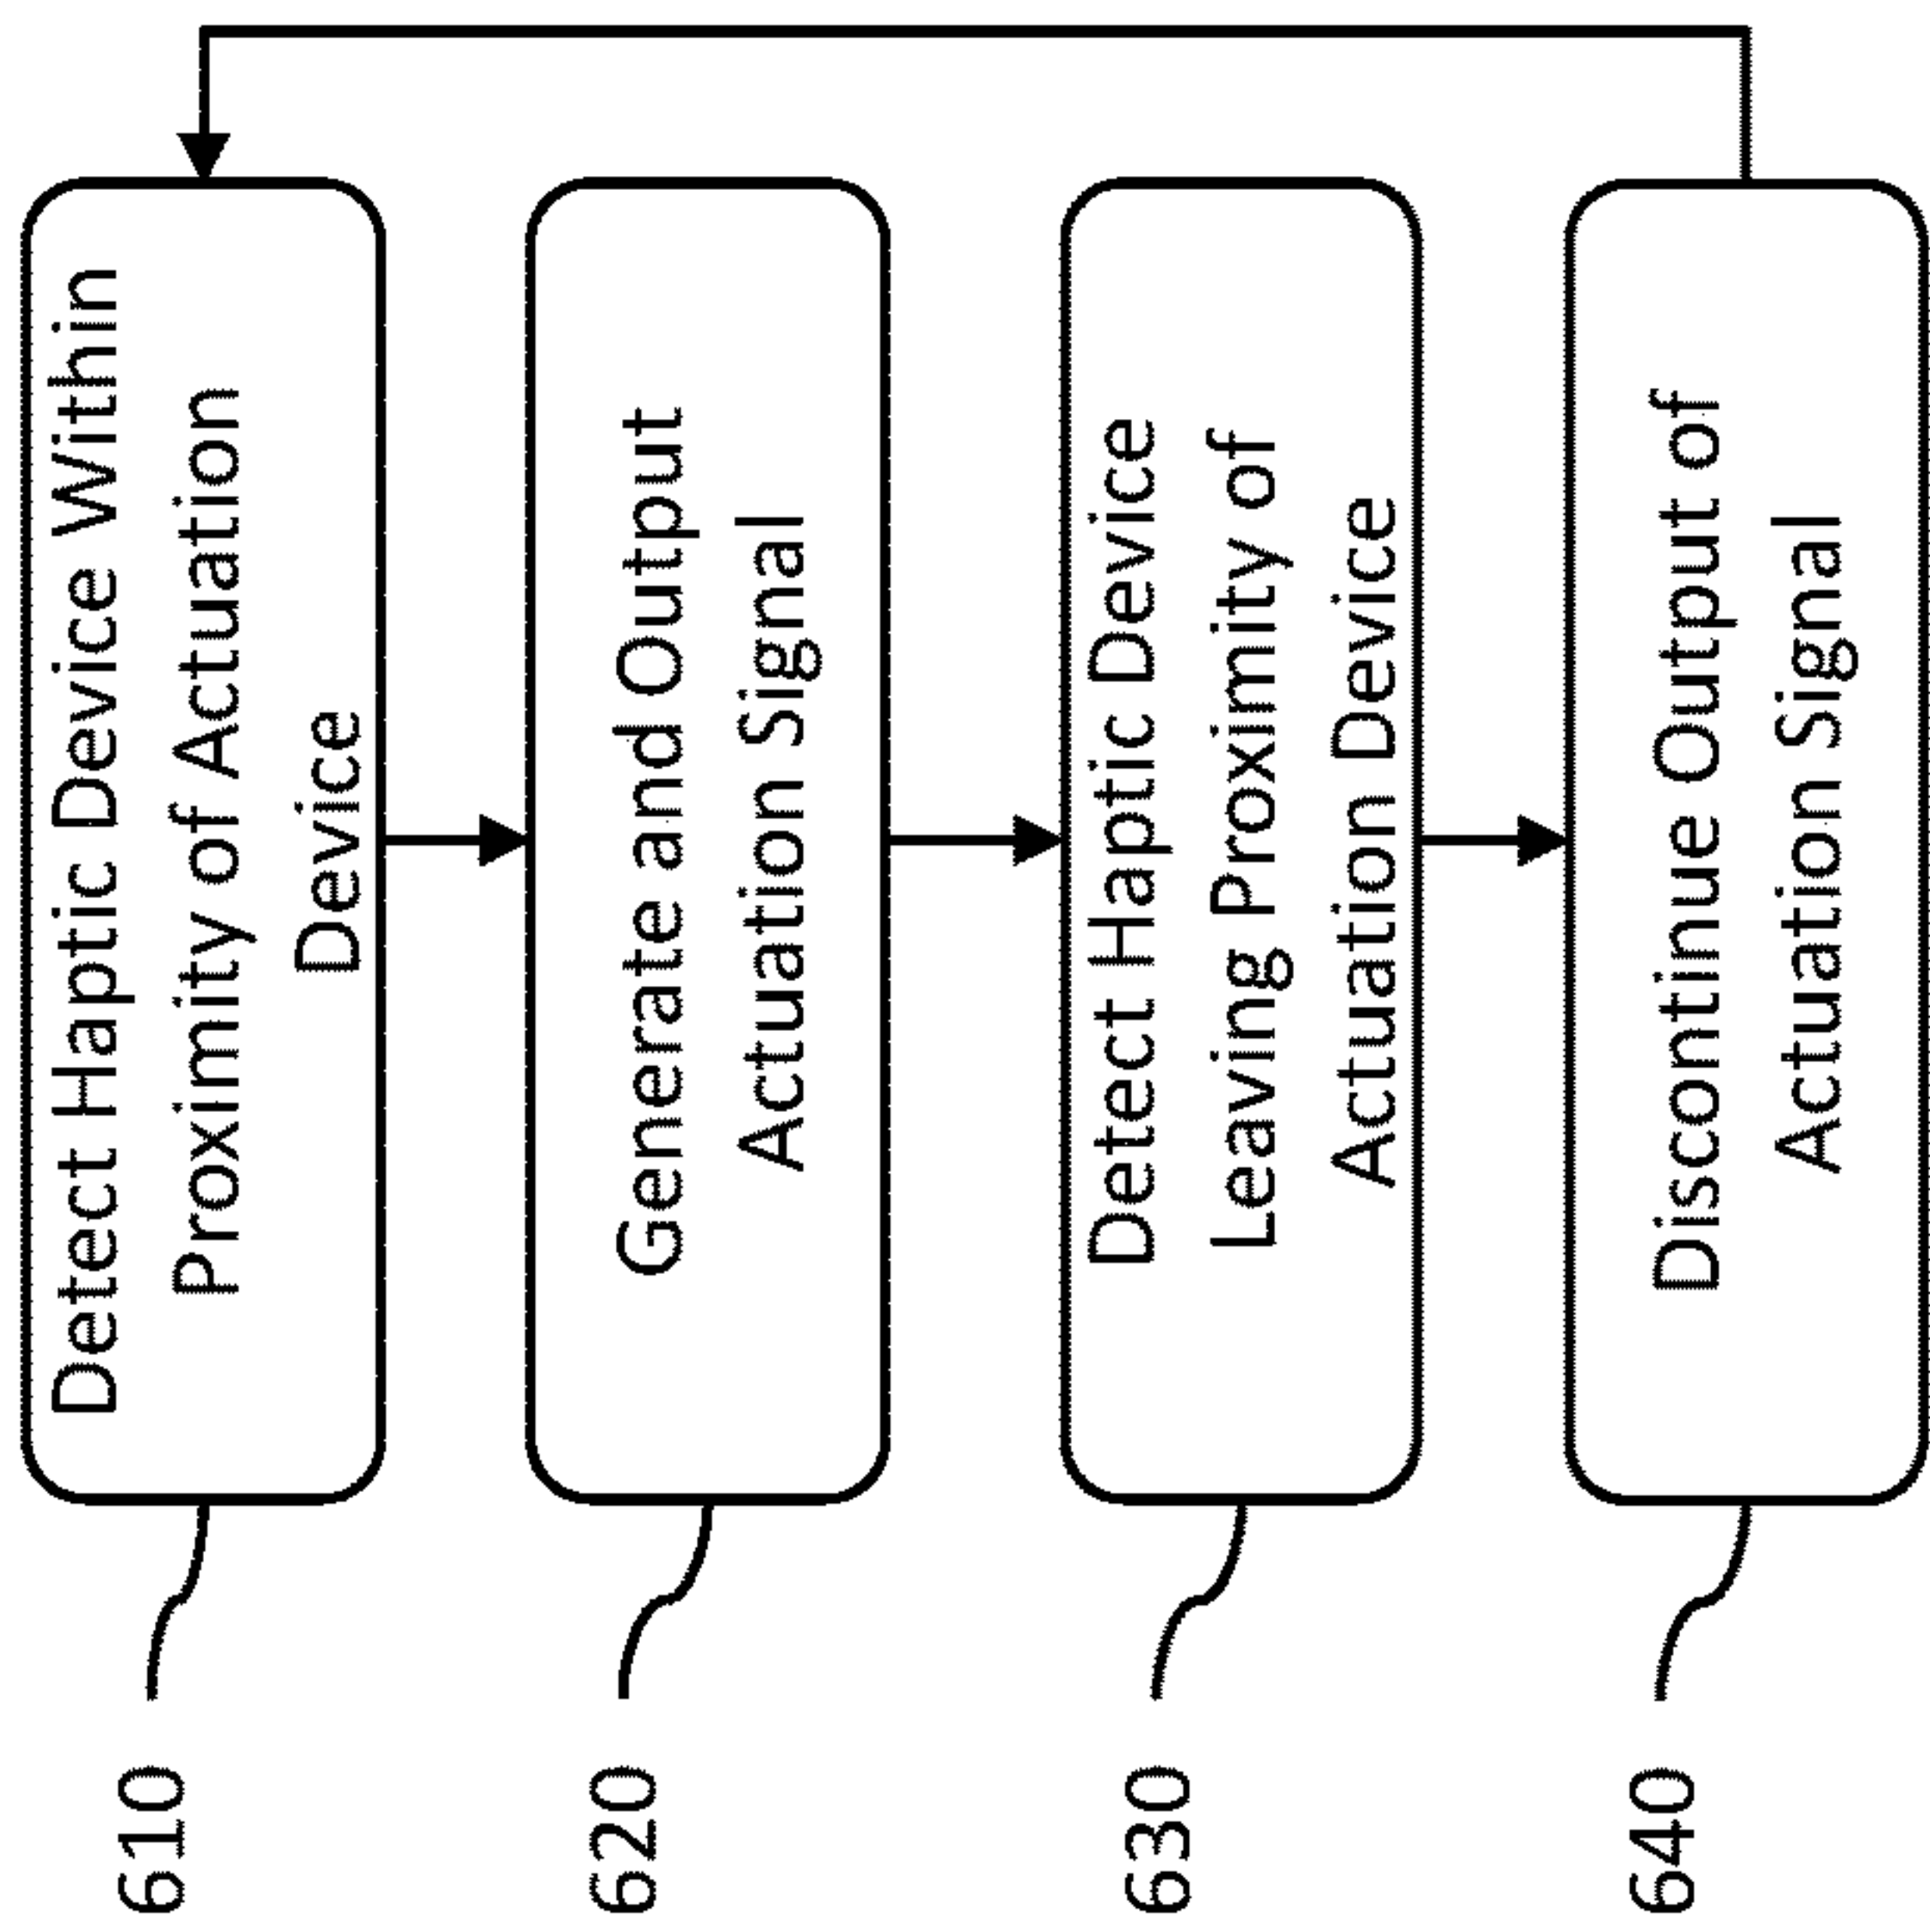 610
Detect Haptic Device Within
Proximity of Actuation
Device
620
Generate and Output
Actuation Signal
630
Detect Haptic Device
Leaving Proximity of
Actuation Device
640
Discontinue Output of
Actuation Signal